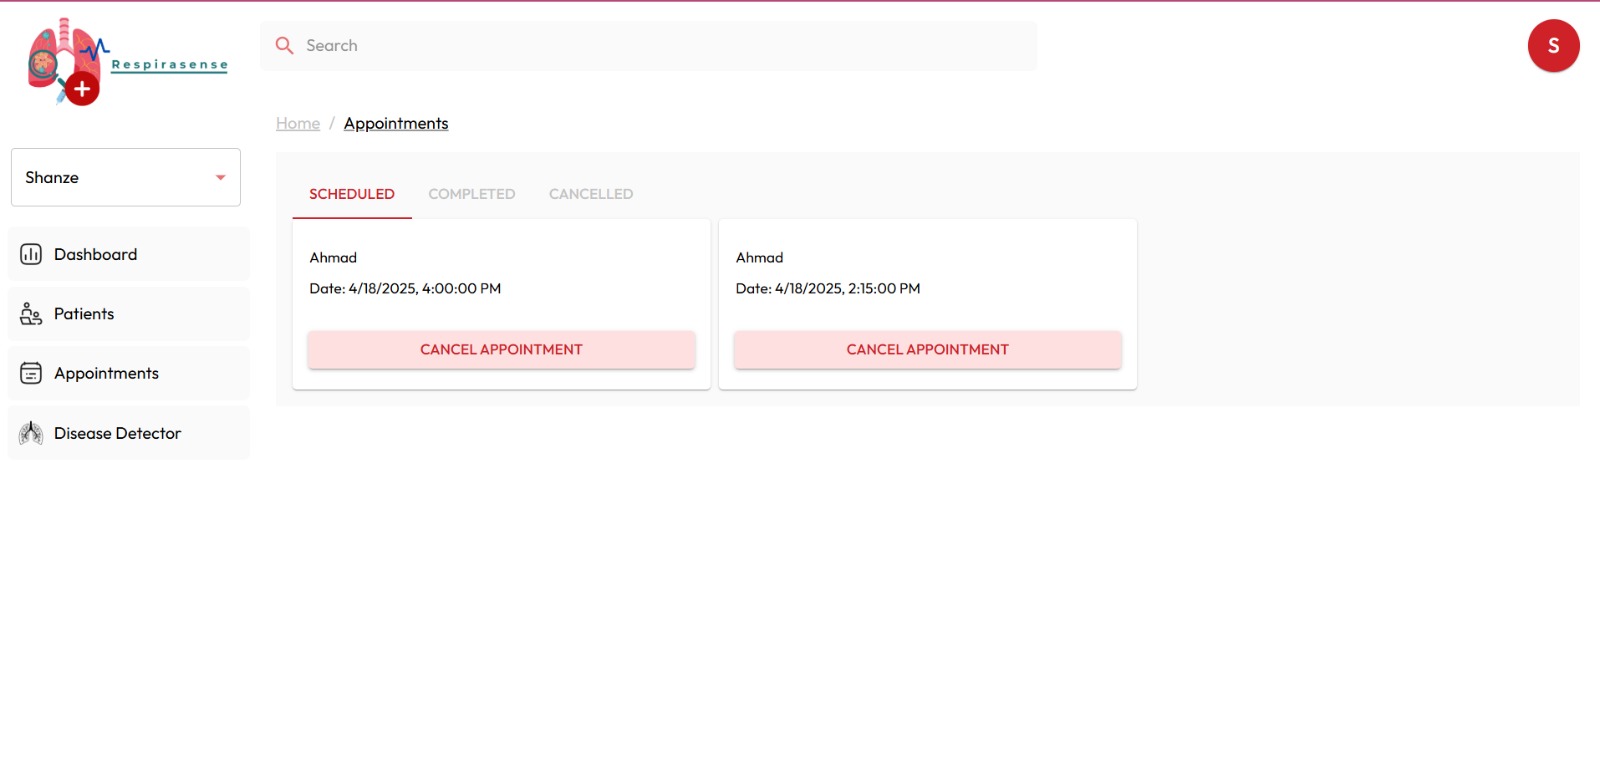 Respirasense
Search
S
Home / Appointments
Shanze
Dashboard
Patients
Appointments
Disease Detector
SCHEDULED COMPLETED CANCELLED
Ahmad
Date: 4/18/2025, 4:00:00 PM
CANCEL APPOINTMENT
Ahmad
Date: 4/18/2025, 2:15:00 PM
CANCEL APPOINTMENT